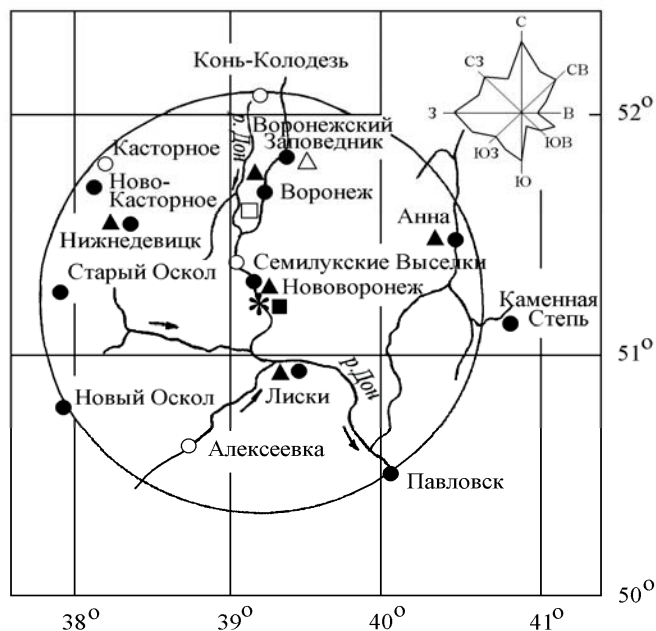 С
СЗ
СВ
З
В
ЮЗ
ЮВ
Ю
Конь-Колодезь
52°
р.Дон
Воронежский
Заповедник
Касторное
Ново-
Касторное
Воронеж
Нижнедевицк
Анна
Старый Оскол
Семилукские Выселки
Нововоронеж
Каменная
Степь
51°
р.Дон
Новый Оскол
Лиски
Алексеевка
Павловск
50°
38°
39°
40°
41°